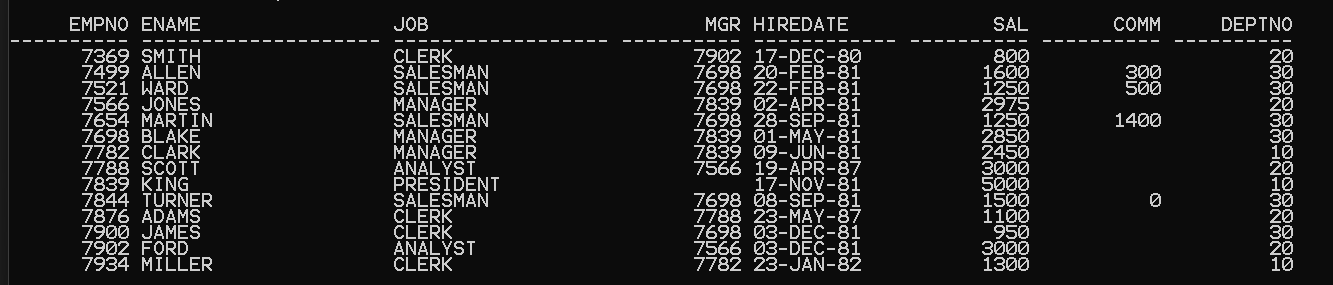 EMPNO ENAME JOB MGR HIREDATE SAL COMM DEPTNO
---------- -------------------- ------------------ ---------- ------------ ---------- ---------- ----------
7369 SMITH CLERK 7902 17-DEC-80 800 20
7499 ALLEN SALESMAN 7698 20-FEB-81 1600 300 30
7521 WARD SALESMAN 7698 22-FEB-81 1250 500 30
7566 JONES MANAGER 7839 02-APR-81 2975 20
7654 MARTIN SALESMAN 7698 28-SEP-81 1250 1400 30
7698 BLAKE MANAGER 7839 01-MAY-81 2850 30
7782 CLARK MANAGER 7839 09-JUN-81 2450 10
7788 SCOTT ANALYST 7566 19-APR-87 3000 20
7839 KING PRESIDENT 17-NOV-81 5000 10
7844 TURNER SALESMAN 7698 08-SEP-81 1500 0 30
7876 ADAMS CLERK 7788 23-MAY-87 1100 20
7900 JAMES CLERK 7698 03-DEC-81 950 30
7902 FORD ANALYST 7566 03-DEC-81 3000 20
7934 MILLER CLERK 7782 23-JAN-82 1300 10